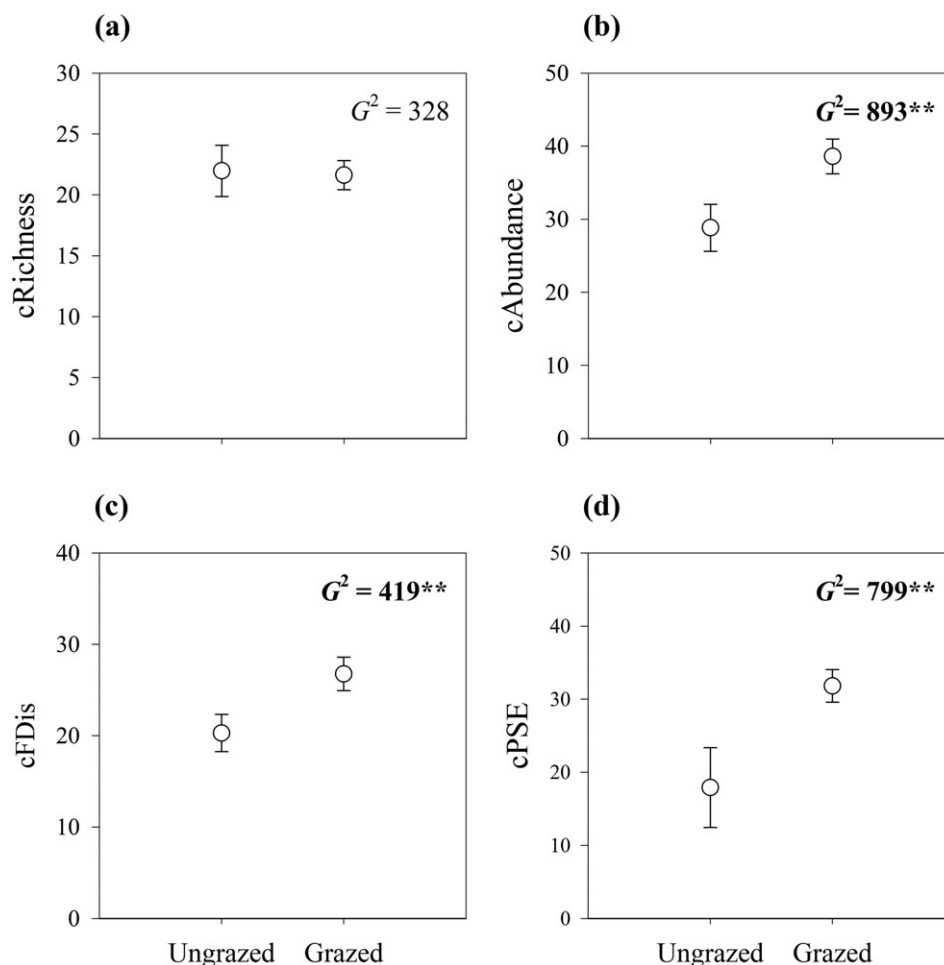 (a)
G² = 328
cRichness
30
25
20
15
10
5
0
(b)
G²= 893**
cAbundance
50
40
30
20
10
0
(c)
G² = 419**
cFDis
40
30
20
10
0
Ungrazed Grazed
(d)
G²= 799**
cPSE
50
40
30
20
10
0
Ungrazed Grazed